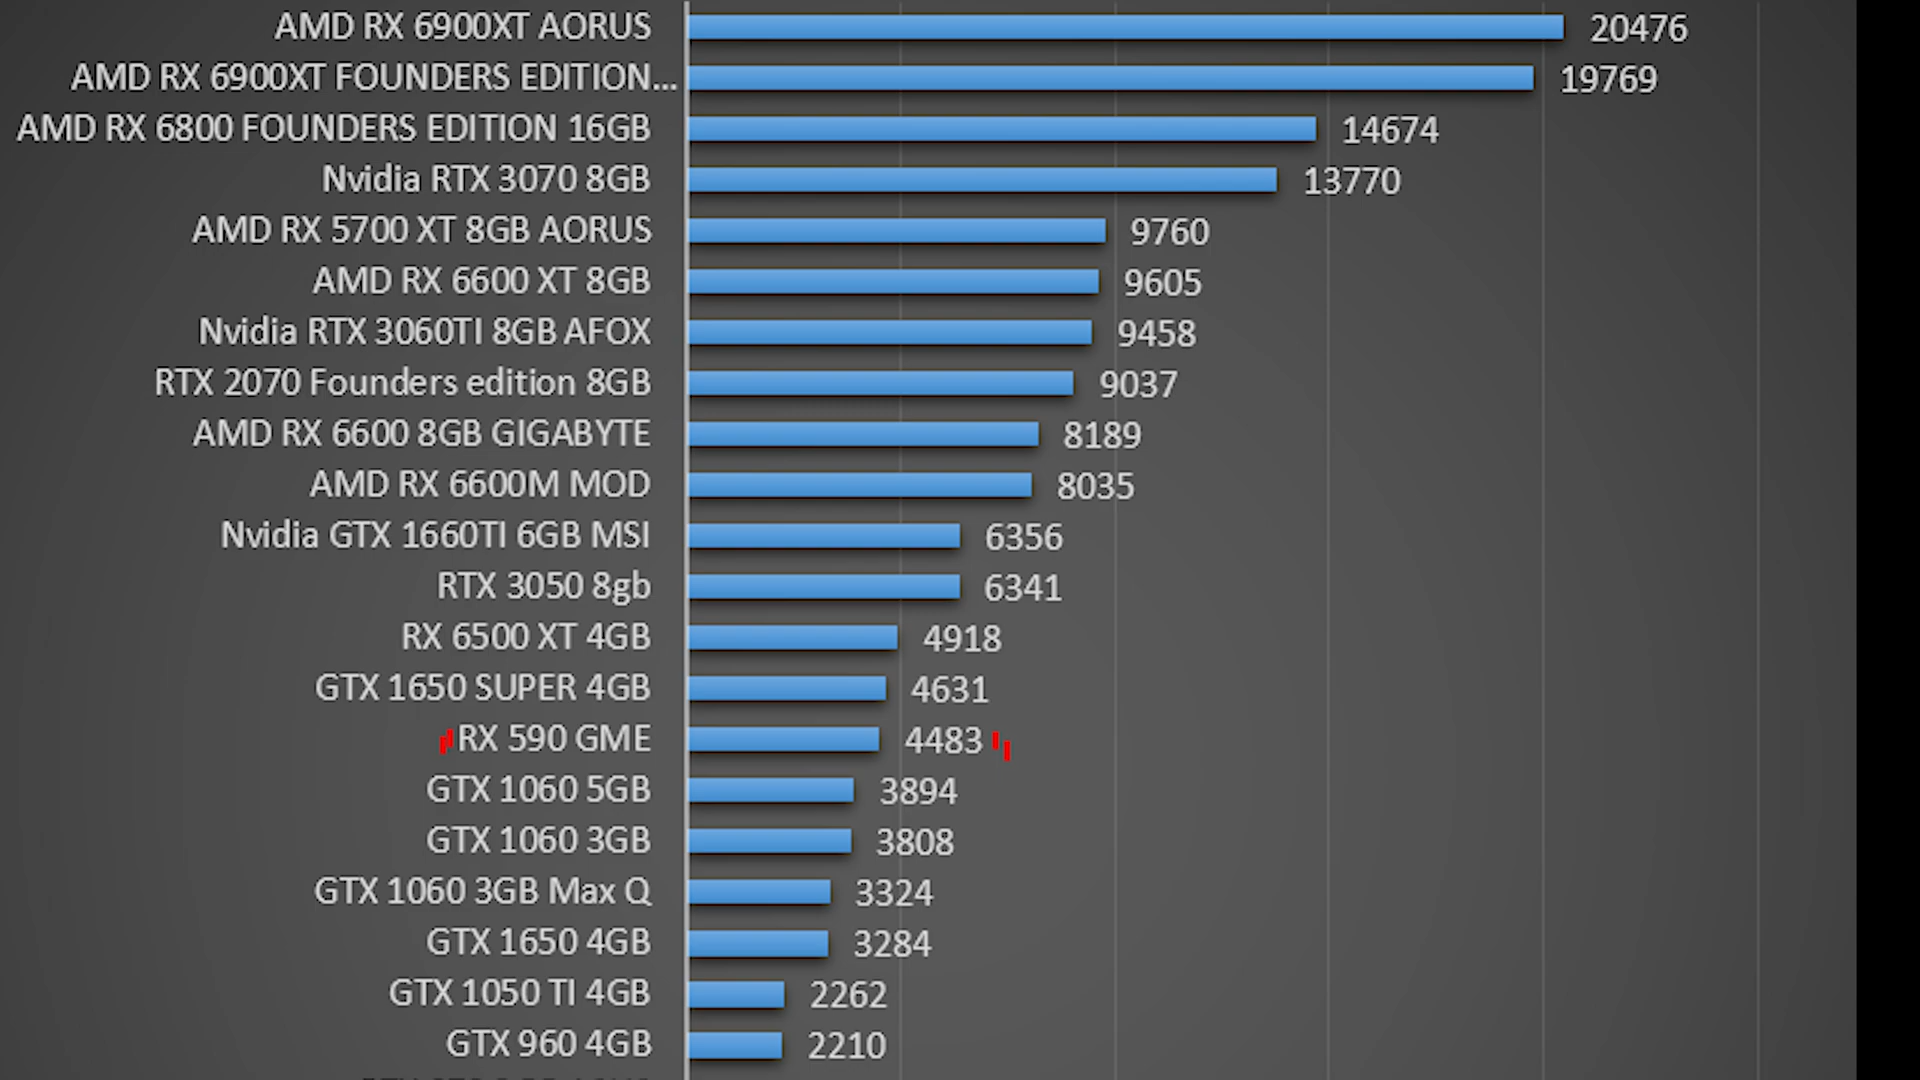 AMD RX 6900XT AORUS 20476
AMD RX 6900XT FOUNDERS EDITION... 19769
AMD RX 6800 FOUNDERS EDITION 16GB 14674
Nvidia RTX 3070 8GB 13770
AMD RX 5700 XT 8GB AORUS 9760
AMD RX 6600 XT 8GB 9605
Nvidia RTX 3060TI 8GB AFOX 9458
RTX 2070 Founders edition 8GB 9037
AMD RX 6600 8GB GIGABYTE 8189
AMD RX 6600M MOD 8035
Nvidia GTX 1660TI 6GB MSI 6356
RTX 3050 8gb 6341
RX 6500 XT 4GB 4918
GTX 1650 SUPER 4GB 4631
RX 590 GME 4483
GTX 1060 5GB 3894
GTX 1060 3GB 3808
GTX 1060 3GB Max Q 3324
GTX 1650 4GB 3284
GTX 1050 TI 4GB 2262
GTX 960 4GB 2210